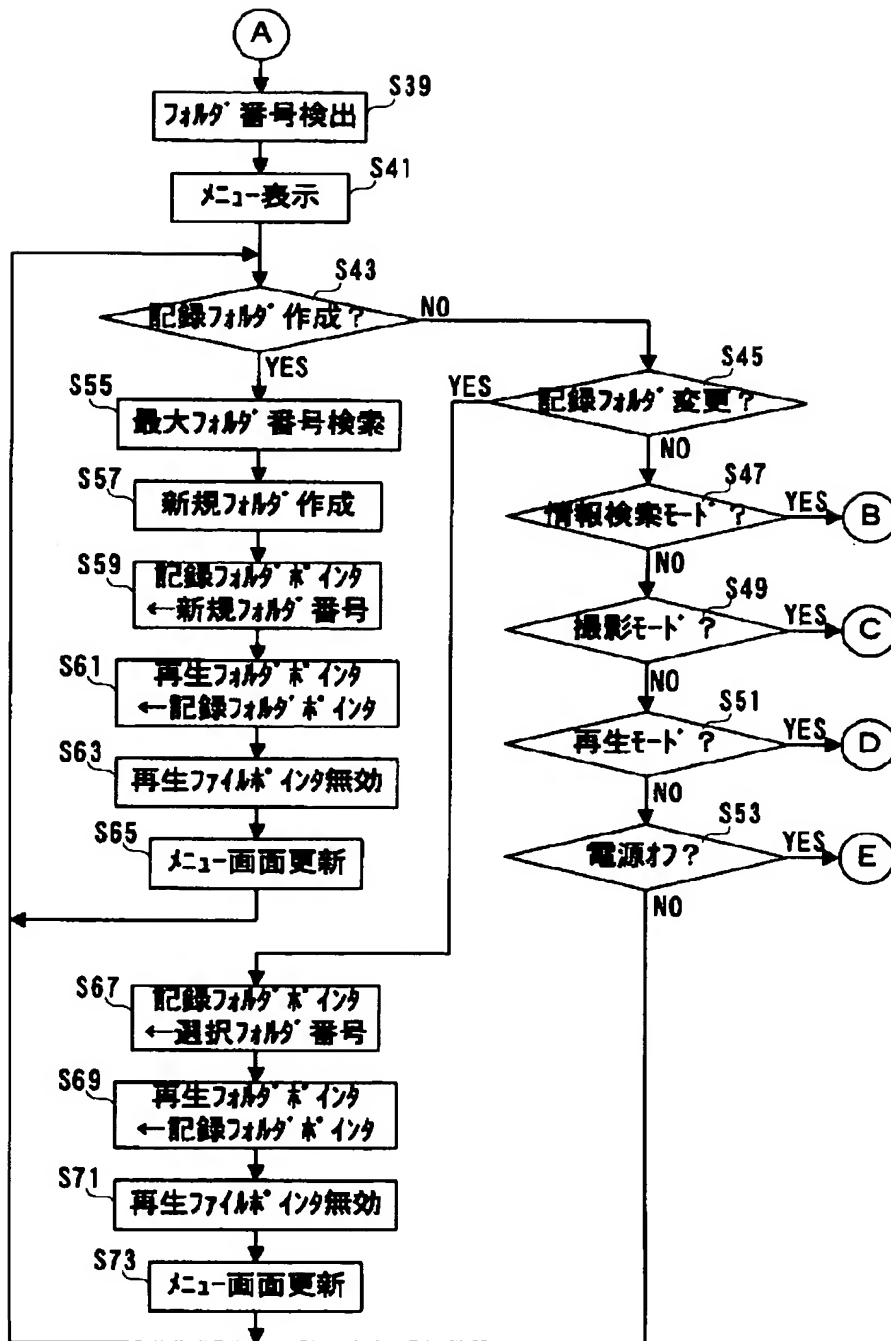 A
S39
フォルダ番号検出
S41
メニュー表示
S43
記録フォルダ作成?
NO
YES
S45
YES
記録フォルダ変更?
NO
S55
最大フォルダ番号検索
S47
情報検索モード?
YES
B
NO
S57
新規フォルダ作成
S59
記録フォルダポインタ
←新規フォルダ番号
S49
撮影モード?
YES
C
NO
S61
再生フォルダポインタ
←記録フォルダポインタ
S51
再生モード?
YES
D
NO
S63
再生ファイルポインタ無効
S53
電源オフ?
YES
E
NO
S65
メニュー画面更新
S67
記録フォルダポインタ
←選択フォルダ番号
S69
再生フォルダポインタ
←記録フォルダポインタ
S71
再生ファイルポインタ無効
S73
メニュー画面更新